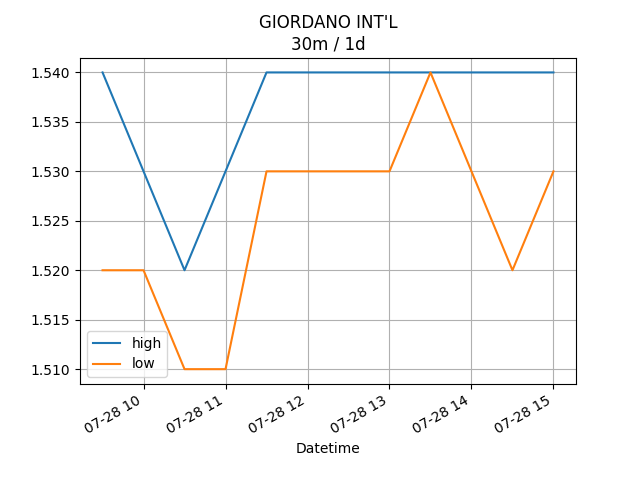 GIORDANO INT'L
30m / 1d
1.540
1.535
1.530
1.525
1.520
1.515
1.510
high
low
07-28 10
07-28 11
07-28 12
07-28 13
07-28 14
07-28 15
Datetime